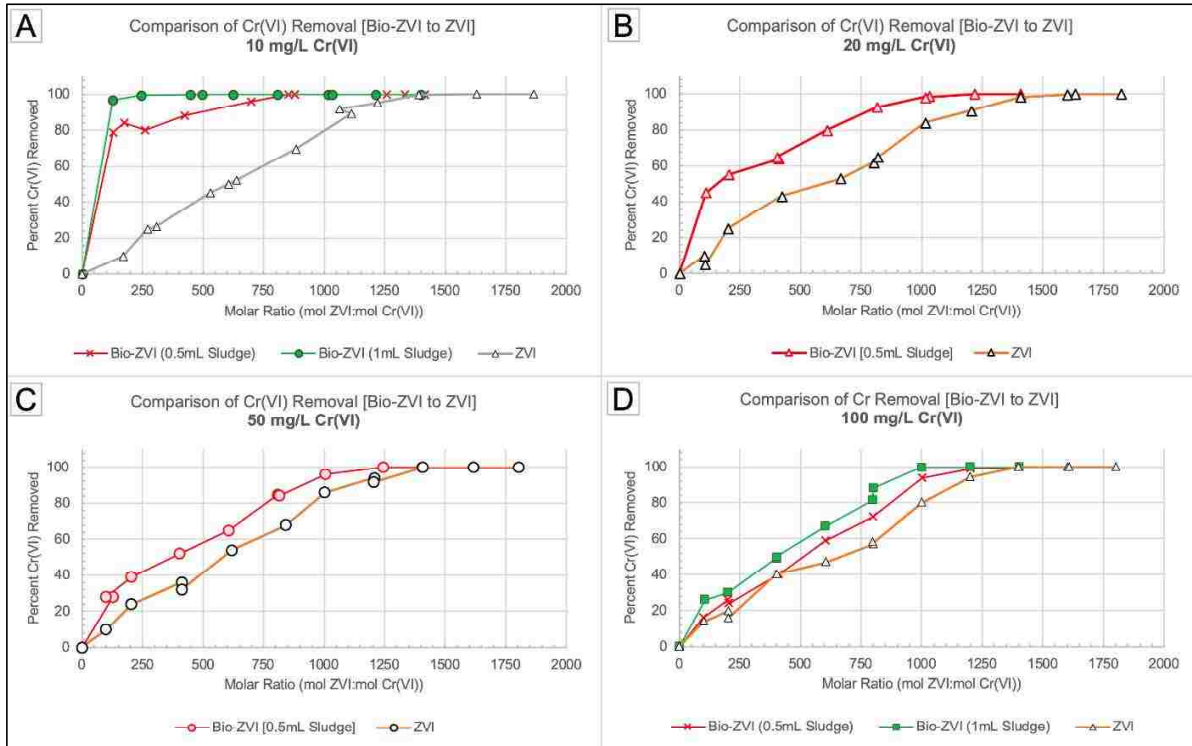 A
Comparison of Cr(VI) Removal [Bio-ZVI to ZVI]
10 mg/L Cr(VI)
Percent Cr(VI) Removed
100
80
60
40
20
0
0 250 500 750 1000 1250 1500 1750 2000
Molar Ratio (mol ZVI:mol Cr(VI))
Bio-ZVI (0.5mL Sludge) Bio-ZVI (1mL Sludge) ZVI
B
Comparison of Cr(VI) Removal [Bio-ZVI to ZVI]
20 mg/L Cr(VI)
Percent Cr(VI) Removed
100
80
60
40
20
0
0 250 500 750 1000 1250 1500 1750 2000
Molar Ratio (mol ZVI:mol Cr(VI))
Bio-ZVI [0.5mL Sludge] ZVI
C
Comparison of Cr(VI) Removal [Bio-ZVI to ZVI]
50 mg/L Cr(VI)
Percent Cr(VI) Removed
100
80
60
40
20
0
0 250 500 750 1000 1250 1500 1750 2000
Molar Ratio (mol ZVI:mol Cr(VI))
Bio-ZVI [0.5mL Sludge] ZVI
D
Comparison of Cr Removal [Bio-ZVI to ZVI]
100 mg/L Cr(VI)
Percent Cr(VI) Removed
100
80
60
40
20
0
0 250 500 750 1000 1250 1500 1750 2000
Molar Ratio (mol ZVI:mol Cr(VI))
Bio-ZVI (0.5mL Sludge) Bio-ZVI (1mL Sludge) ZVI